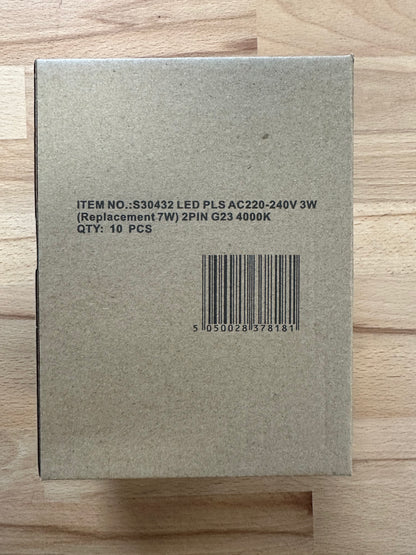 ITEM NO.:S30432 LED PLS AC220-240V 3W
(Replacement 7W) 2PIN G23 4000K
QTY: 10 PCS
5 050028 378181